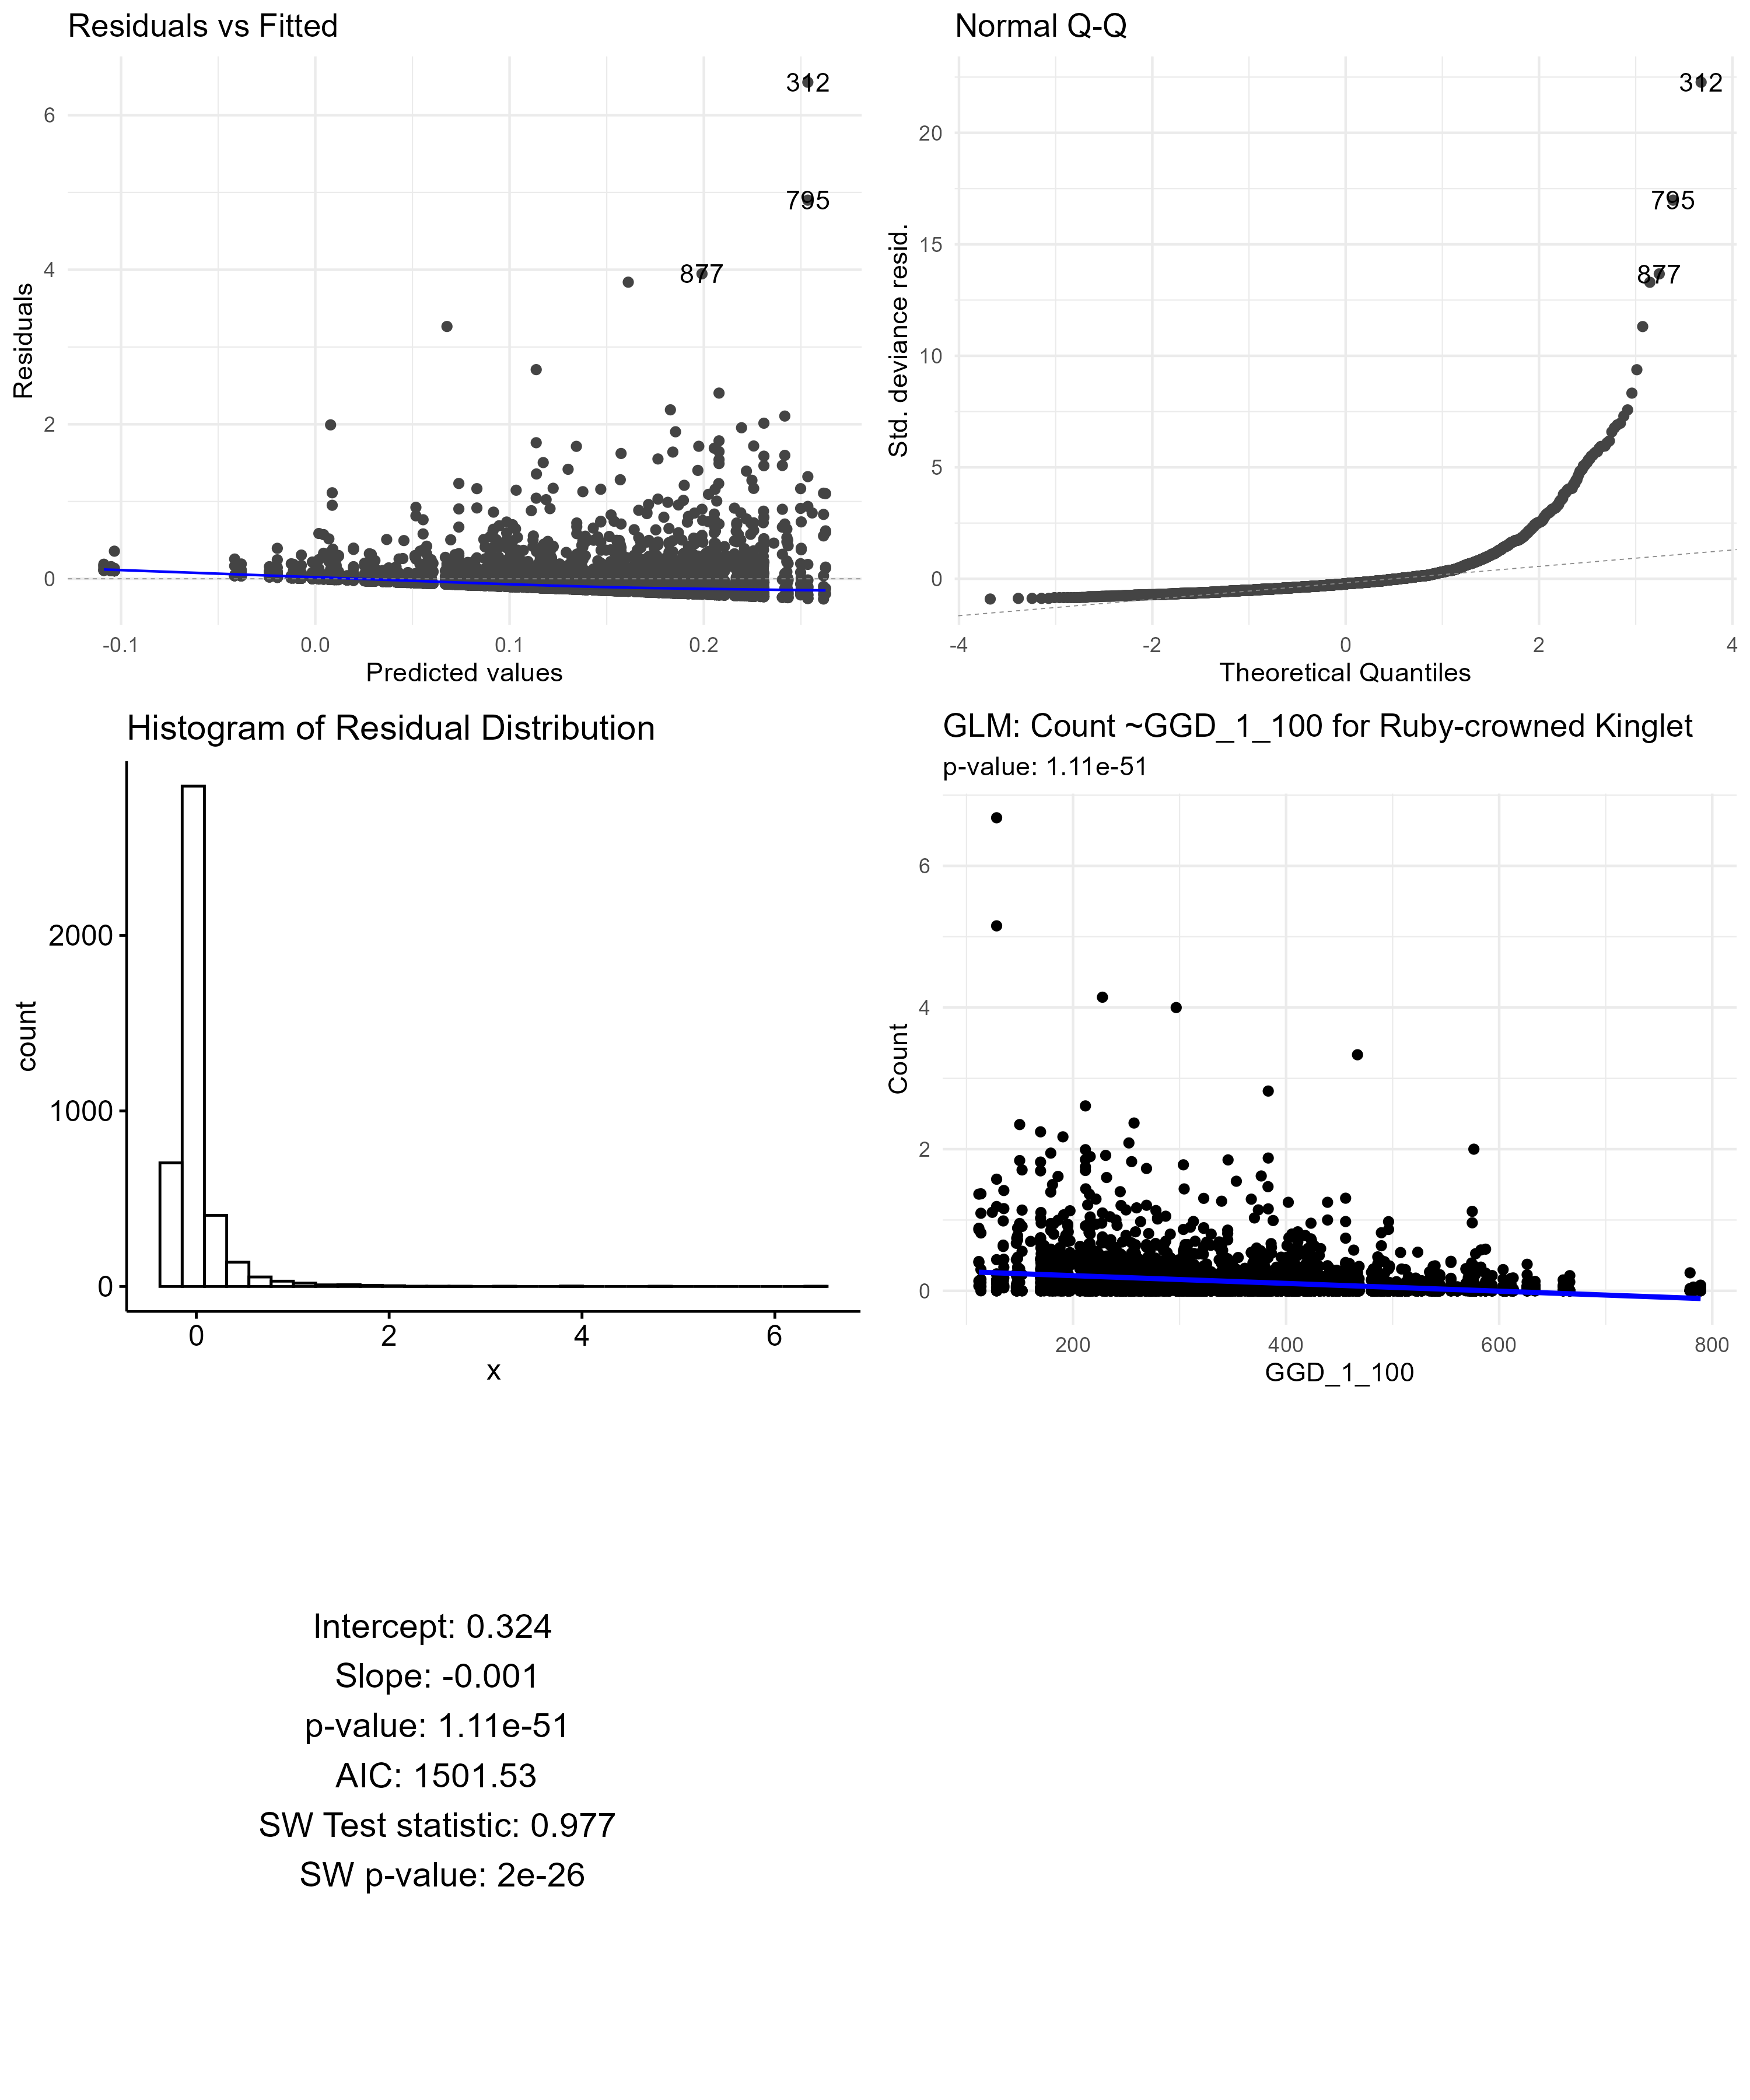 Residuals vs Fitted
312
795
877
6
4
2
0
Residuals
-0.1 0.0 0.1 0.2
Predicted values
Normal Q-Q
312
795
877
20
15
10
5
0
Std. deviance resid.
-4 -2 0 2 4
Theoretical Quantiles
Histogram of Residual Distribution
2000
1000
0
count
0 2 4 6
x
GLM: Count ~GGD_1_100 for Ruby-crowned Kinglet
p-value: 1.11e-51
6
4
2
0
Count
200 400 600 800
GGD_1_100
Intercept: 0.324
Slope: -0.001
p-value: 1.11e-51
AIC: 1501.53
SW Test statistic: 0.977
SW p-value: 2e-26